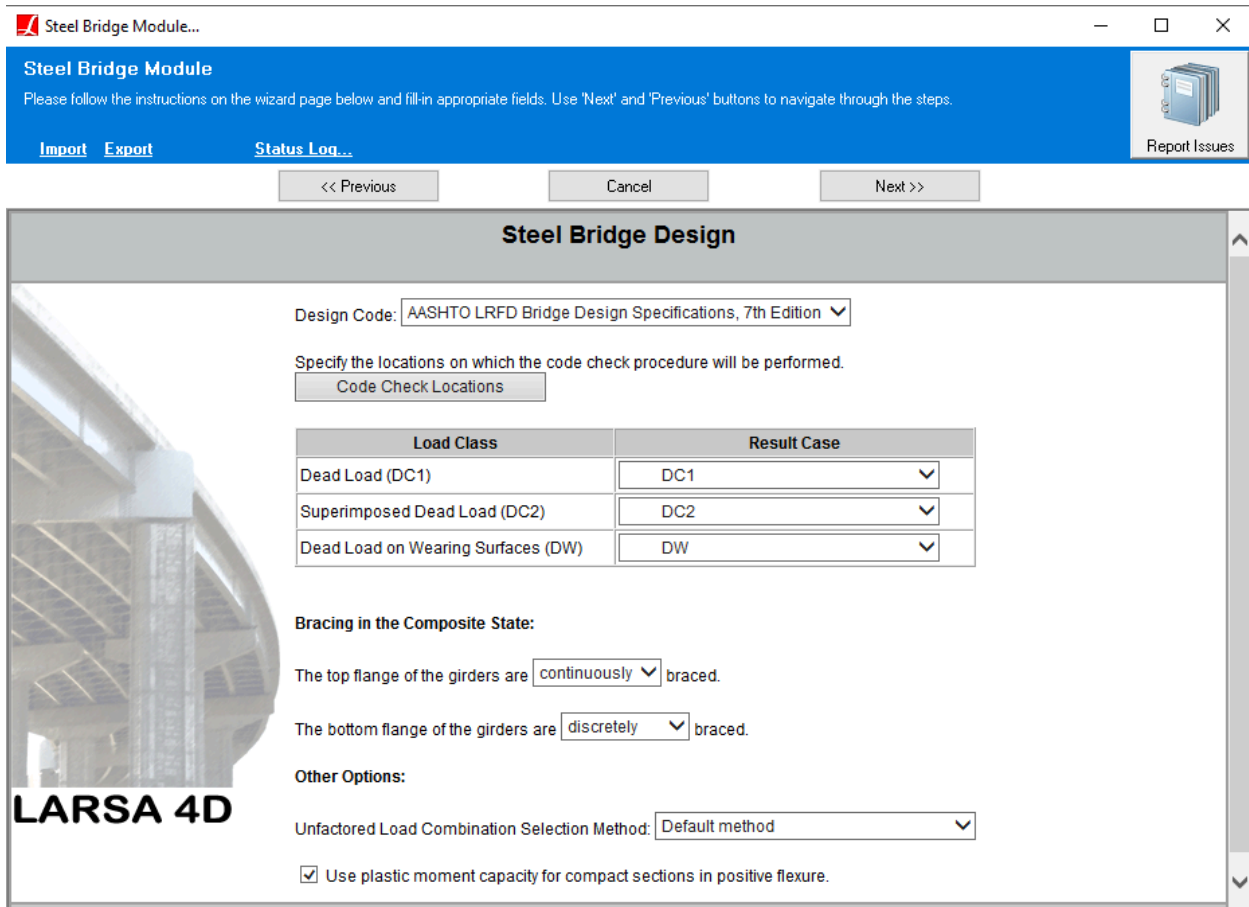 Steel Bridge Module...
Steel Bridge Module
Please follow the instructions on the wizard page below and fill-in appropriate fields. Use 'Next' and 'Previous' buttons to navigate through the steps.
Import Export Status Log...
Report Issues
<< Previous Cancel Next >>
Steel Bridge Design
Design Code: AASHTO LRFD Bridge Design Specifications, 7th Edition
Specify the locations on which the code check procedure will be performed.
Code Check Locations
Load Class Result Case
Dead Load (DC1) DC1
Superimposed Dead Load (DC2) DC2
Dead Load on Wearing Surfaces (DW) DW
Bracing in the Composite State:
The top flange of the girders are continuously braced.
The bottom flange of the girders are discretely braced.
Other Options:
LARSA 4D
Unfactored Load Combination Selection Method: Default method
Use plastic moment capacity for compact sections in positive flexure.